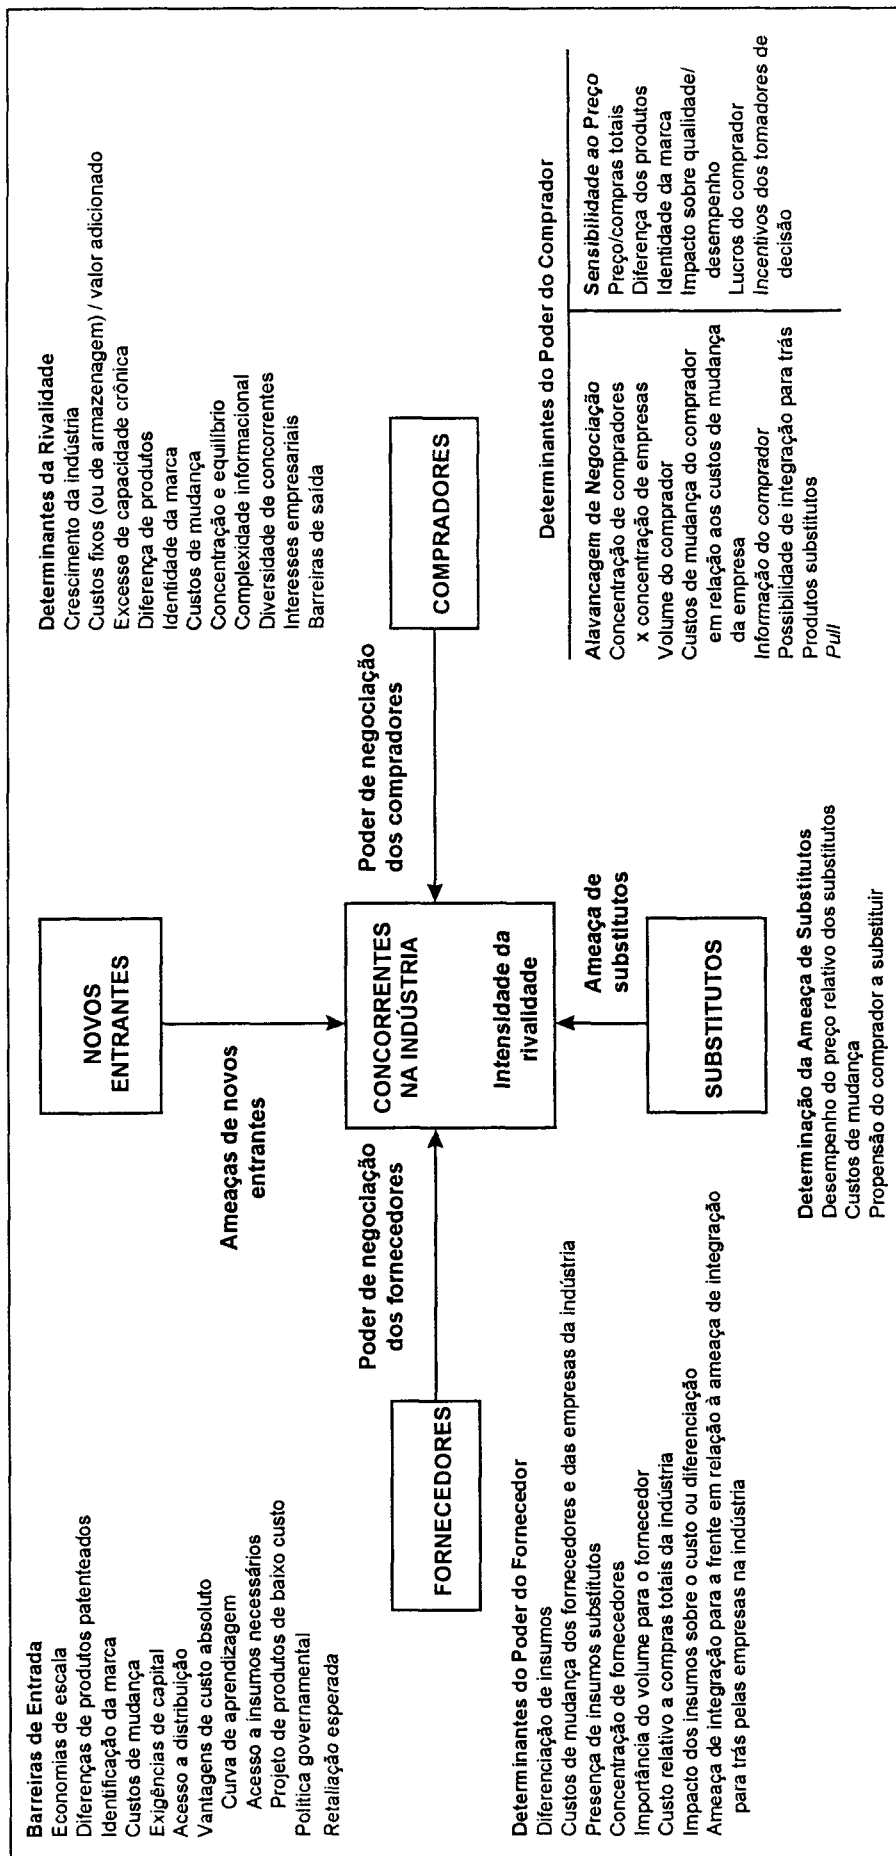 Barreiras de Entrada
Economias de escala
Diferenças de produtos patenteados
Identificação da marca
Custos de mudança
Exigências de capital
Acesso a distribuição
Vantagens de custo absoluto
Curva de aprendizagem
Acesso a insumos necessários
Projeto de produtos de baixo custo
Política governamental
Retaliação esperada
NOVOS
ENTRANTES
Ameaças de novos
entrantes
Determinantes da Rivalidade
Crescimento da indústria
Custos fixos (ou de armazenagem) / valor adicionado
Excesso de capacidade crônica
Diferença de produtos
Identidade da marca
Custos de mudança
Concentração e equilíbrio
Complexidade informacional
Diversidade de concorrentes
Interesses empresariais
Barreiras de saída
FORNECEDORES
Poder de negociação
dos fornecedores
CONCORRENTES
NA INDÚSTRIA
Intensidade da
rivalidade
Poder de negociação
dos compradores
COMPRADORES
Determinantes do Poder do Fornecedor
Diferenciação de insumos
Custos de mudança dos fornecedores e das empresas da indústria
Presença de insumos substitutos
Concentração de fornecedores
Importância do volume para o fornecedor
Custo relativo a compras totais da indústria
Impacto dos insumos sobre o custo ou diferenciação
Ameaça de integração para a frente em relação à ameaça de integração
para trás pelas empresas na indústria
Ameaça de
substitutos
SUBSTITUTOS
Determinação da Ameaça de Substitutos
Desempenho do preço relativo dos substitutos
Custos de mudança
Propensão do comprador a substituir
Determinantes do Poder do Comprador
Alavancagem de Negociação
Concentração de compradores
x concentração de empresas
Volume do comprador
Custos de mudança do comprador
em relação aos custos de mudança
da empresa
Informação do comprador
Possibilidade de integração para trás
Produtos substitutos
Pull
Sensibilidade ao Preço
Preço/compras totais
Diferença dos produtos
Identidade da marca
Impacto sobre qualidade/
desempenho
Lucros do comprador
Incentivos dos tomadores de
decisão